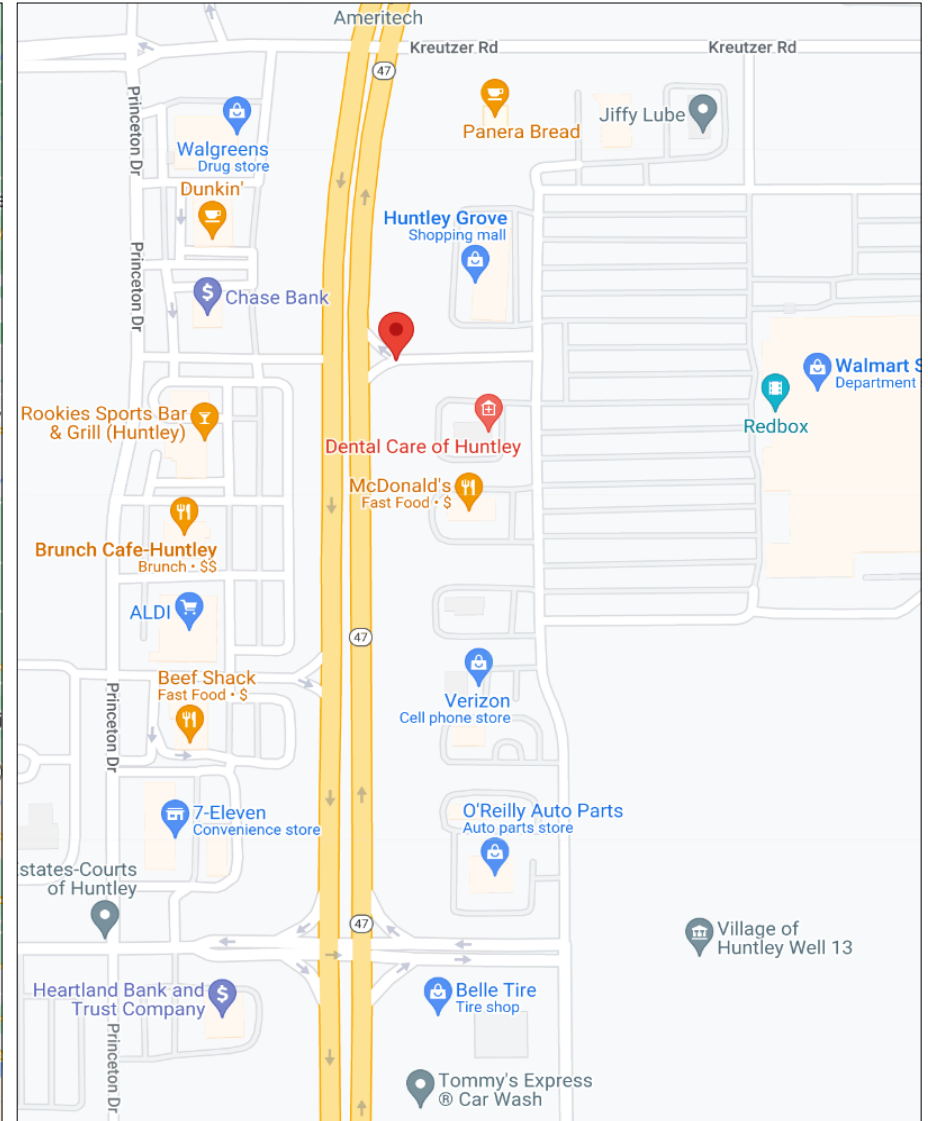 Ameritech
Kreutzer Rd
Kreutzer Rd
47
Princeton Dr
Walgreens
Drug store
Panera Bread
Jiffy Lube
Dunkin'
Huntley Grove
Shopping mall
Princeton Dr
Chase Bank
Walmart S
Department
Redbox
Rookies Sports Bar
& Grill (Huntley)
Dental Care of Huntley
McDonald's
Fast Food • $
Brunch Cafe-Huntley
Brunch • $$
ALDI
47
Beef Shack
Fast Food • $
Princeton Dr
Verizon
Cell phone store
7-Eleven
Convenience store
O'Reilly Auto Parts
Auto parts store
states-Courts
of Huntley
47
Village of
Huntley Well 13
Heartland Bank and
Trust Company
Belle Tire
Tire shop
Princeton Dr
Tommy's Express
® Car Wash